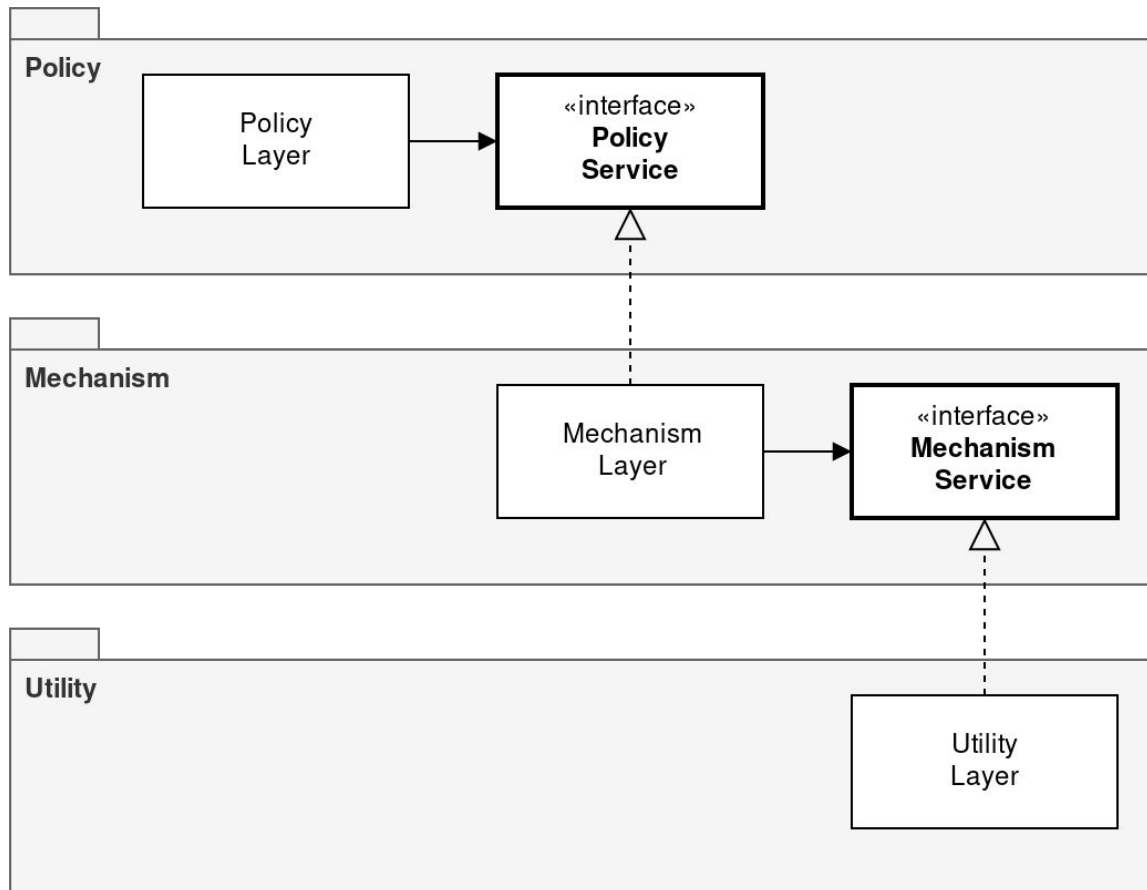 Policy
Policy
Layer
«interface»
Policy
Service
Mechanism
Mechanism
Layer
«interface»
Mechanism
Service
Utility
Utility
Layer